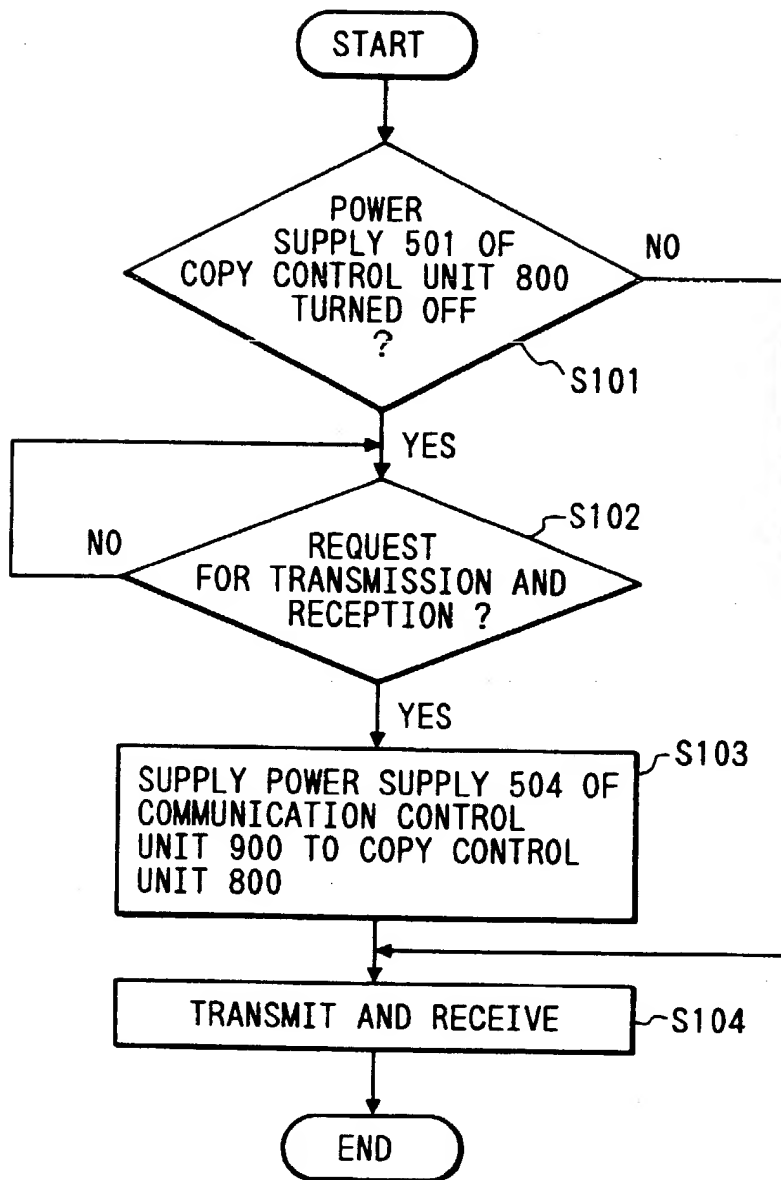 START
POWER
SUPPLY 501 OF
COPY CONTROL UNIT 800
TURNED OFF
?
NO
S101
YES
S102
NO
REQUEST
FOR TRANSMISSION AND
RECEPTION ?
YES
S103
SUPPLY POWER SUPPLY 504 OF
COMMUNICATION CONTROL
UNIT 900 TO COPY CONTROL
UNIT 800
TRANSMIT AND RECEIVE
S104
END